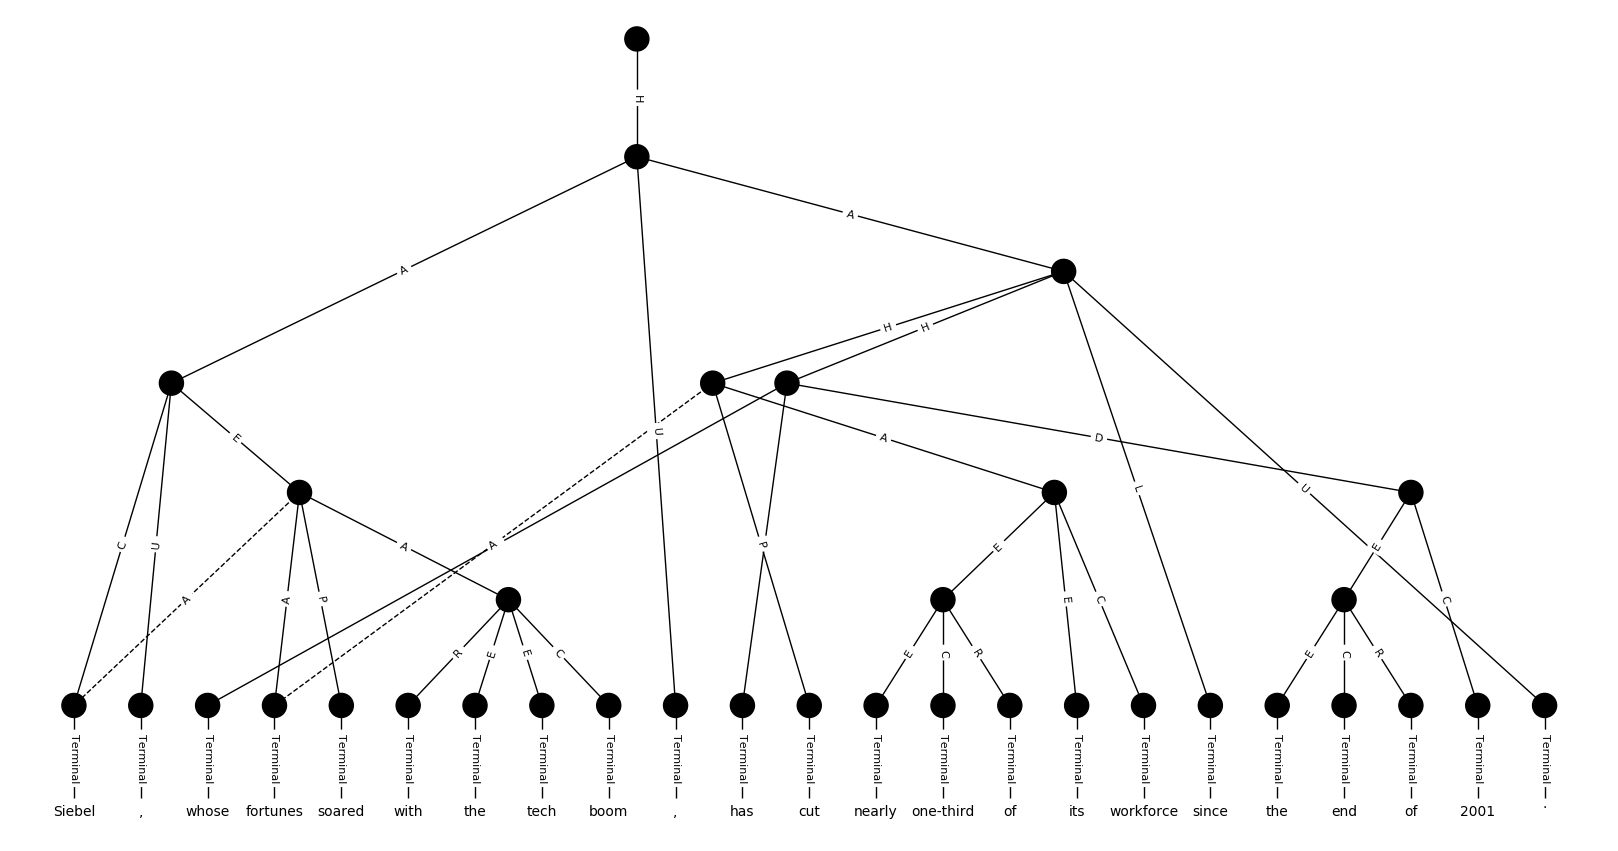 H
A
A
H
H
U
E
A
D
L
U
C
U
A
A
A
P
P
E
E
C
E
C
A
R
E
E
C
E
C
R
E
C
R
Terminal Terminal Terminal Terminal Terminal Terminal Terminal Terminal Terminal Terminal Terminal Terminal Terminal Terminal Terminal Terminal Terminal Terminal Terminal Terminal Terminal Terminal Terminal
Siebel , whose fortunes soared with the tech boom , has cut nearly one-third of its workforce since the end of 2001 .